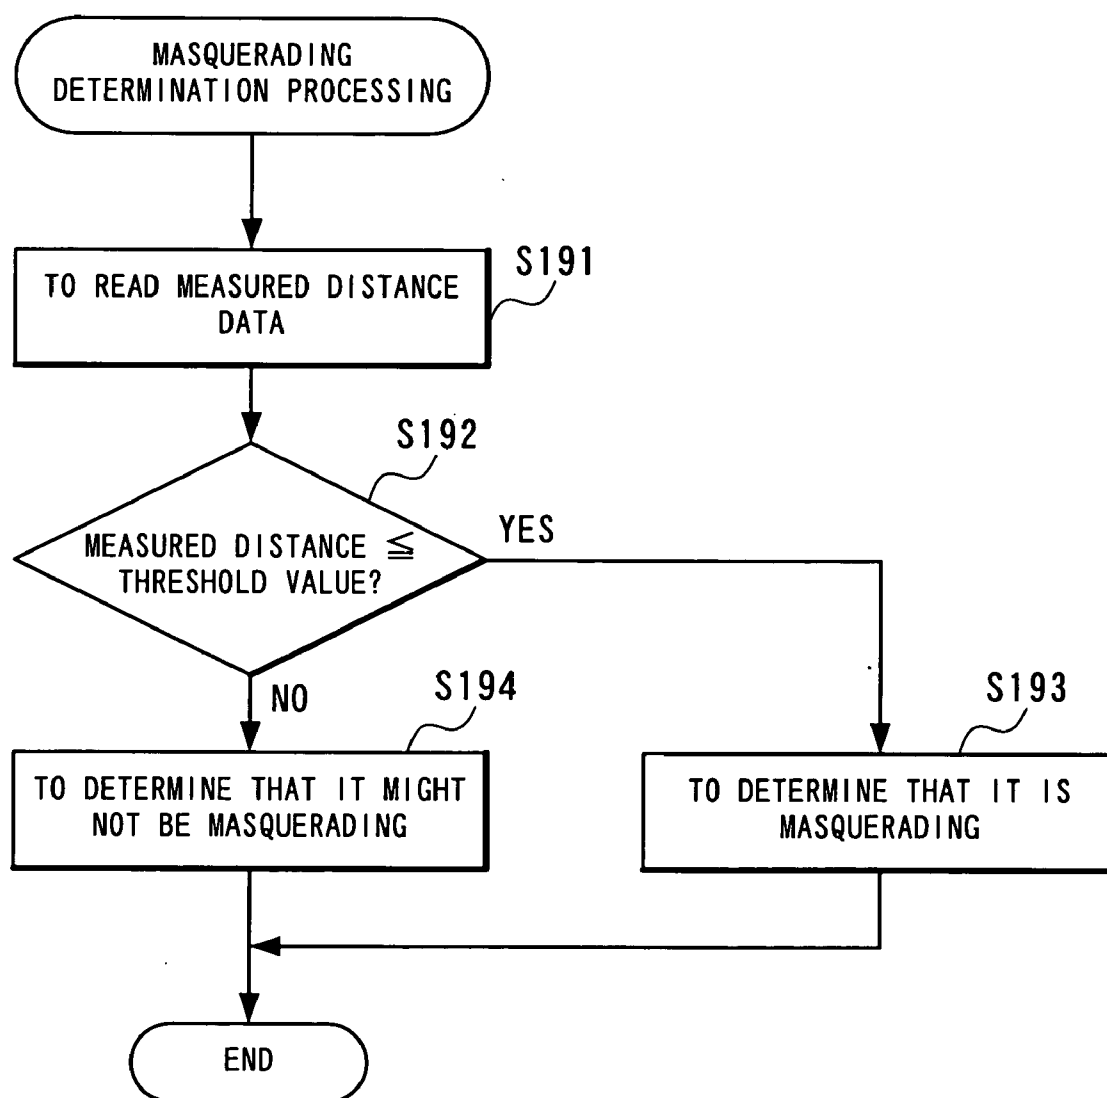 MASQUERADING
DETERMINATION PROCESSING
S191
TO READ MEASURED DISTANCE
DATA
S192
MEASURED DISTANCE ≦
THRESHOLD VALUE?
YES
NO
S194
S193
TO DETERMINE THAT IT MIGHT
NOT BE MASQUERADING
TO DETERMINE THAT IT IS
MASQUERADING
END